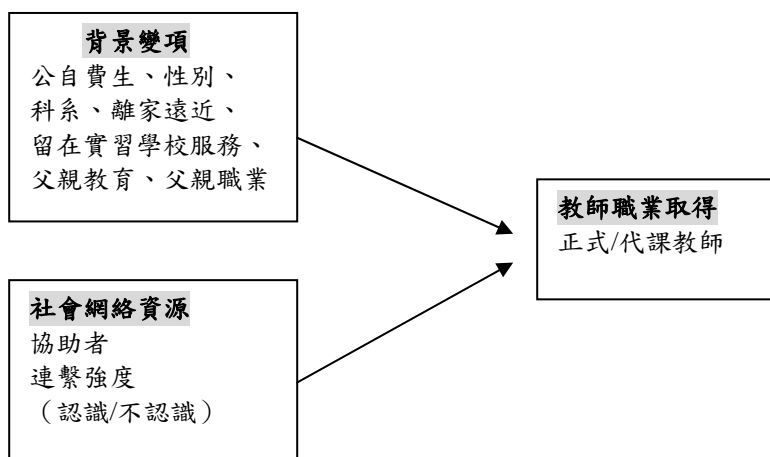 背景變項
公自費生、性別、
科系、離家遠近、
留在實習學校服務、
父親教育、父親職業
教師職業取得
正式/代課教師
社會網絡資源
協助者
連繫強度
（認識/不認識）